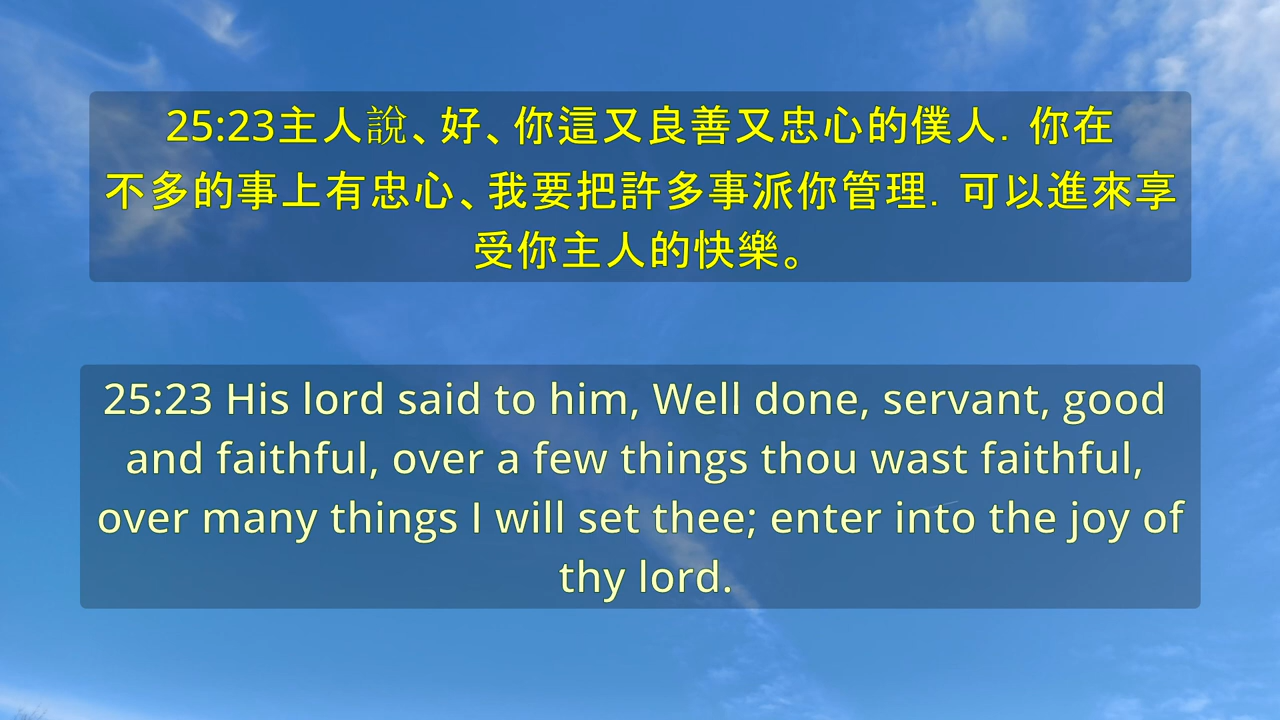 25:23主人說、好、你這又良善又忠心的僕人．你在
不多的事上有忠心、我要把許多事派你管理．可以進來享
受你主人的快樂。
25:23 His lord said to him, Well done, servant, good
and faithful, over a few things thou wast faithful,
over many things I will set thee; enter into the joy of
thy lord.